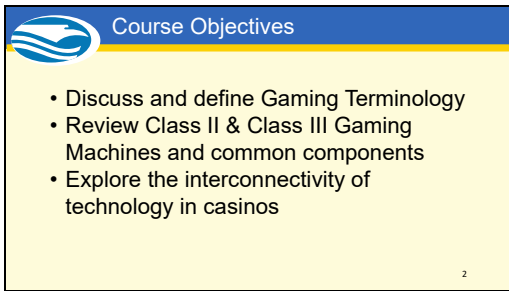 Course Objectives
• Discuss and define Gaming Terminology
• Review Class II & Class III Gaming
Machines and common components
• Explore the interconnectivity of
technology in casinos
2